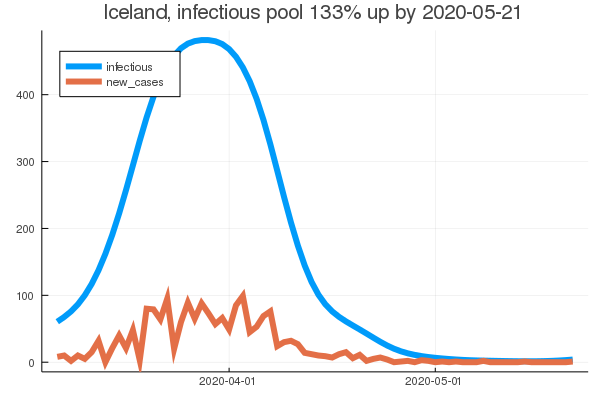 Iceland, infectious pool 133% up by 2020-05-21
infectious
new_cases
400
300
200
100
0
2020-04-01
2020-05-01